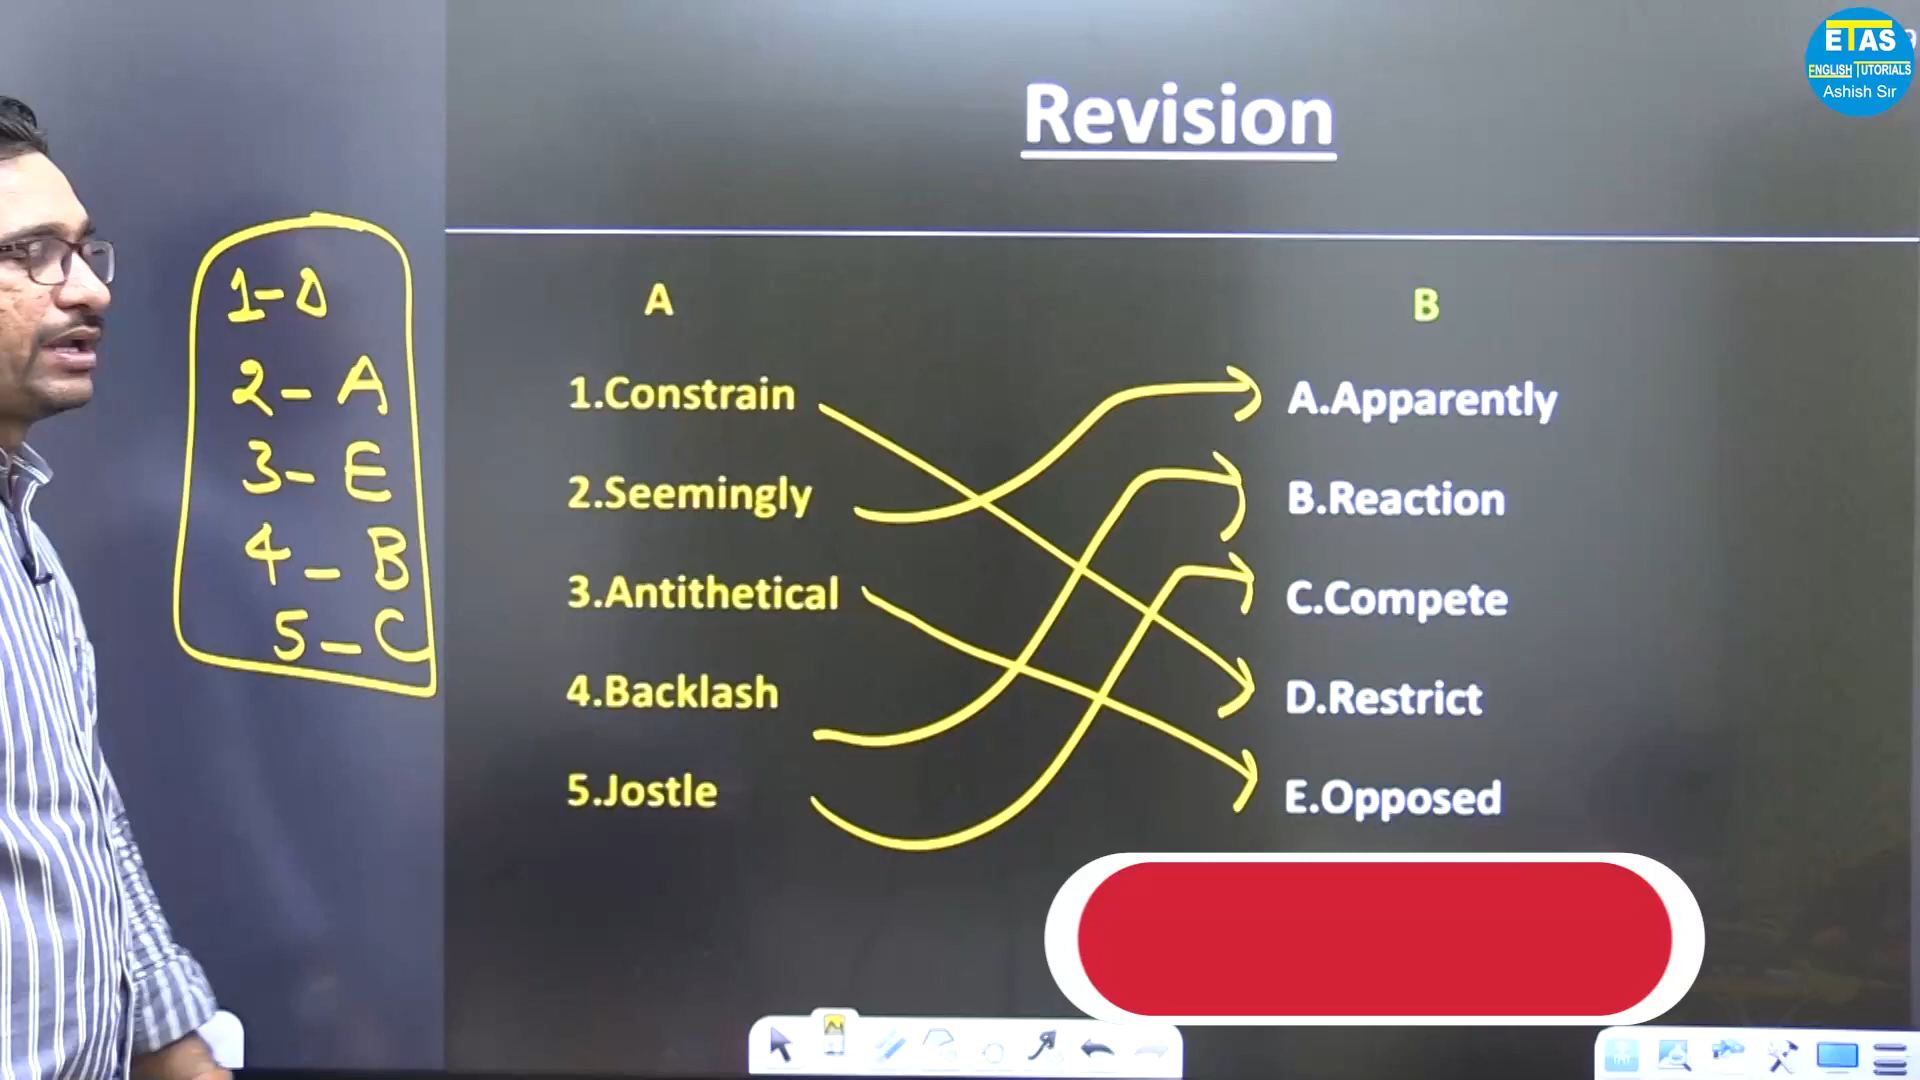 ETAS
ENGLISH TUTORIALS
Ashish Sir
Revision
1-D
2-A
3-E
4-B
5-C
A
B
1.Constrain
A.Apparently
2.Seemingly
B.Reaction
3.Antithetical
C.Compete
4.Backlash
D.Restrict
5.Jostle
E.Opposed